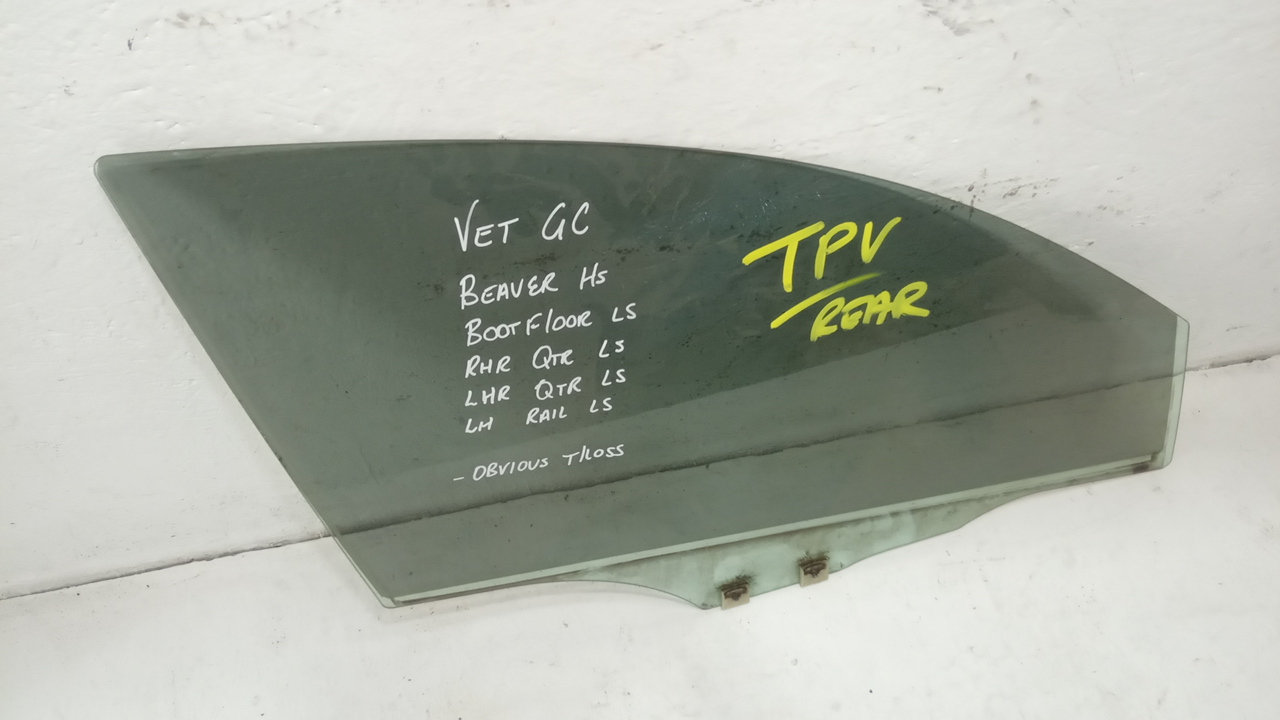 VET GC
BEAVER HS
BOOT FLOOR LS
RHR QTR LS
LHR QTR LS
LH RAIL LS
- OBVIOUS T/LOSS
TPV
REAR